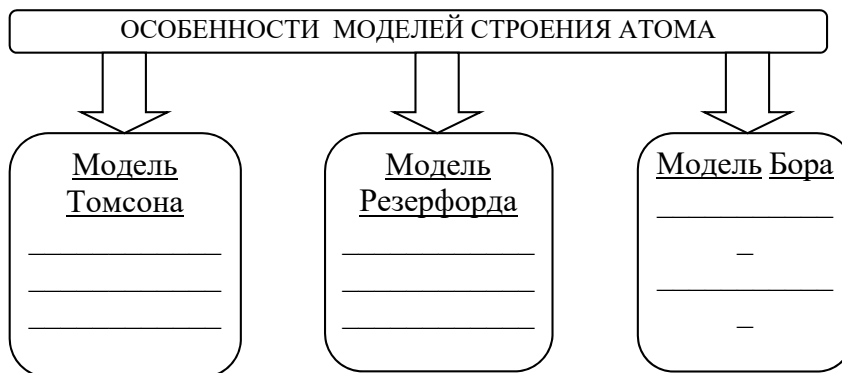 ОСОБЕННОСТИ МОДЕЛЕЙ СТРОЕНИЯ АТОМА
Модель
Томсона
Модель
Резерфорда
Модель Бора